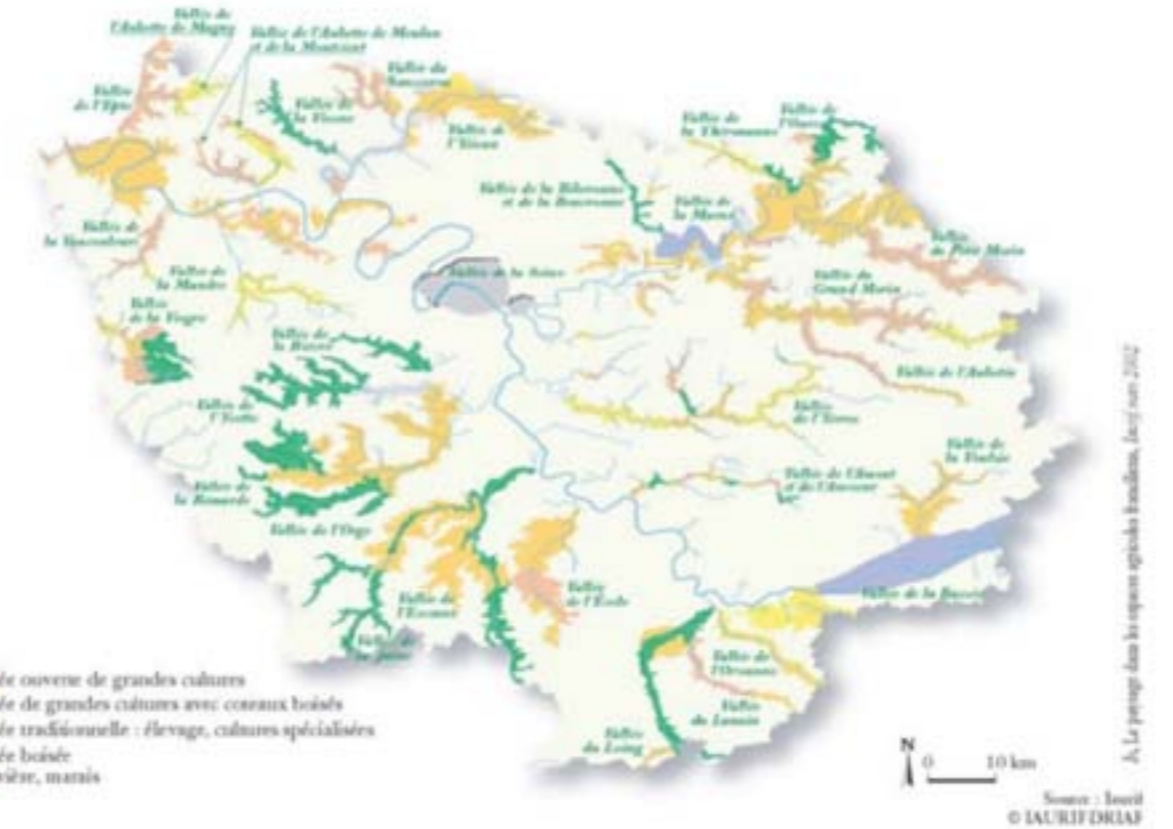 Vallée de
l'Aubette de Magny
Vallée de l'Aubette de Meulan
et de la Montcient
Vallée
de l'Epte
Vallée de
la Viosne
Vallée du
Sausseron
Vallée de
l'Ysieux
Vallée de
la Thérouanne
Vallée de
l'Ourcq
Vallée de la Biberonne
et de la Beuvronne
Vallée de
la Marne
Vallée
du Petit Morin
Vallée de
la Vaucouleurs
Vallée de
la Mauldre
Vallée de la Seine
Vallée du
Grand Morin
Vallée
de la Vesgre
Vallée de
la Bièvre
Vallée de l'Aubetin
Vallée de
l'Yvette
Vallée
de l'Yerres
Vallée de
la Voulzie
Vallée de
la Rémarde
Vallée de l'Orge
Vallée de l'Almont
et de l'Ancoeur
Vallée de
l'Essonne
Vallée
de l'Ecole
Vallée de la Bassée
Vallée de
la Juine
Vallée de
l'Orvanne
Vallée
du Lunain
Vallée
du Loing
ée ouverte de grandes cultures
ée de grandes cultures avec coteaux boisés
ée traditionnelle : élevage, cultures spécialisées
ée boisée
vière, marais
N
0 10 km
Le paysage dans les espaces agricoles franciliens, Iaurif mars 2002
Source : Iaurif
© IAURIF DRIAF